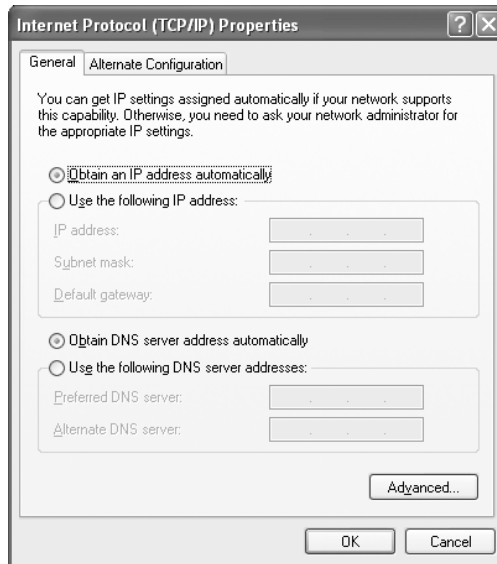 Internet Protocol (TCP/IP) Properties
General
Alternate Configuration
You can get IP settings assigned automatically if your network supports
this capability. Otherwise, you need to ask your network administrator for
the appropriate IP settings.
Obtain an IP address automatically
Use the following IP address:
IP address:
Subnet mask:
Default gateway:
Obtain DNS server address automatically
Use the following DNS server addresses:
Preferred DNS server:
Alternate DNS server:
Advanced...
OK
Cancel